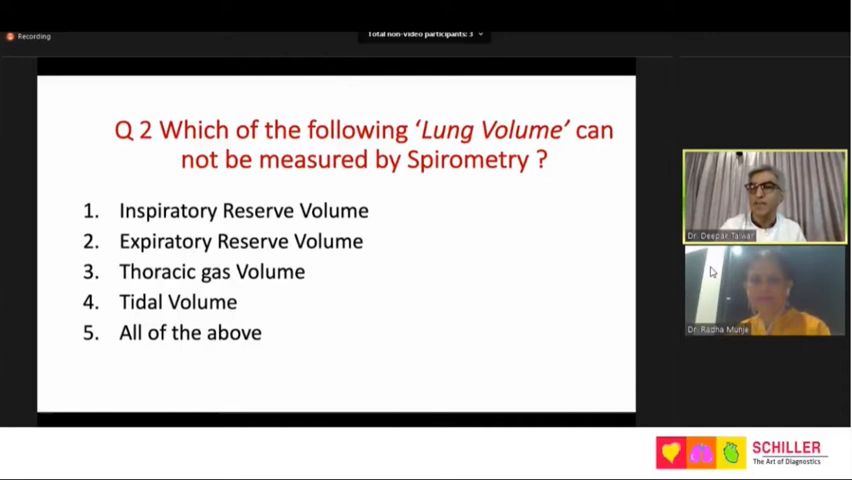 Recording
Total non-video participants: 3
Q 2 Which of the following ‘Lung Volume’ can
not be measured by Spirometry ?
1. Inspiratory Reserve Volume
2. Expiratory Reserve Volume
3. Thoracic gas Volume
4. Tidal Volume
5. All of the above
Dr. Deepak Talwar
Dr. Radha Munje
SCHILLER
The Art of Diagnostics